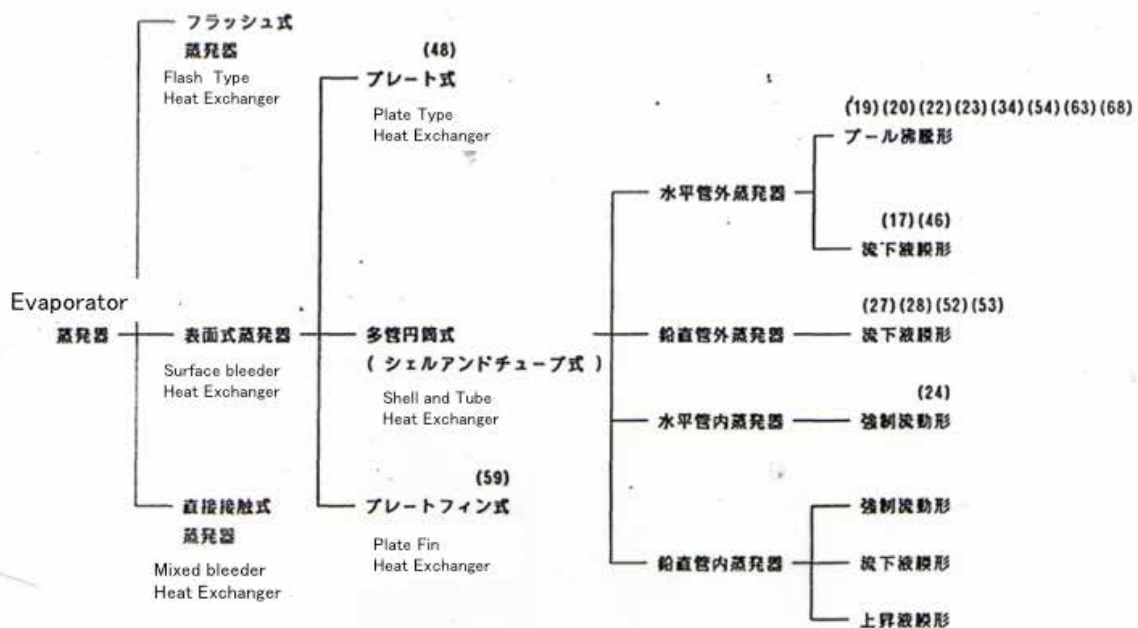 フラッシュ式
蒸発器
Flash Type
Heat Exchanger
(48)
プレート式
Plate Type
Heat Exchanger
(19)(20)(22)(23)(34)(54)(63)(68)
プール沸騰形
水平管外蒸発器
(17)(46)
流下液膜形
Evaporator
蒸発器
表面式蒸発器
Surface bleeder
Heat Exchanger
多管円筒式
( シェルアンドチューブ式 )
Shell and Tube
Heat Exchanger
(27)(28)(52)(53)
鉛直管外蒸発器
流下液膜形
(24)
水平管内蒸発器
強制流動形
直接接触式
蒸発器
Mixed bleeder
Heat Exchanger
(59)
プレートフィン式
Plate Fin
Heat Exchanger
鉛直管内蒸発器
強制流動形
流下液膜形
上昇液膜形